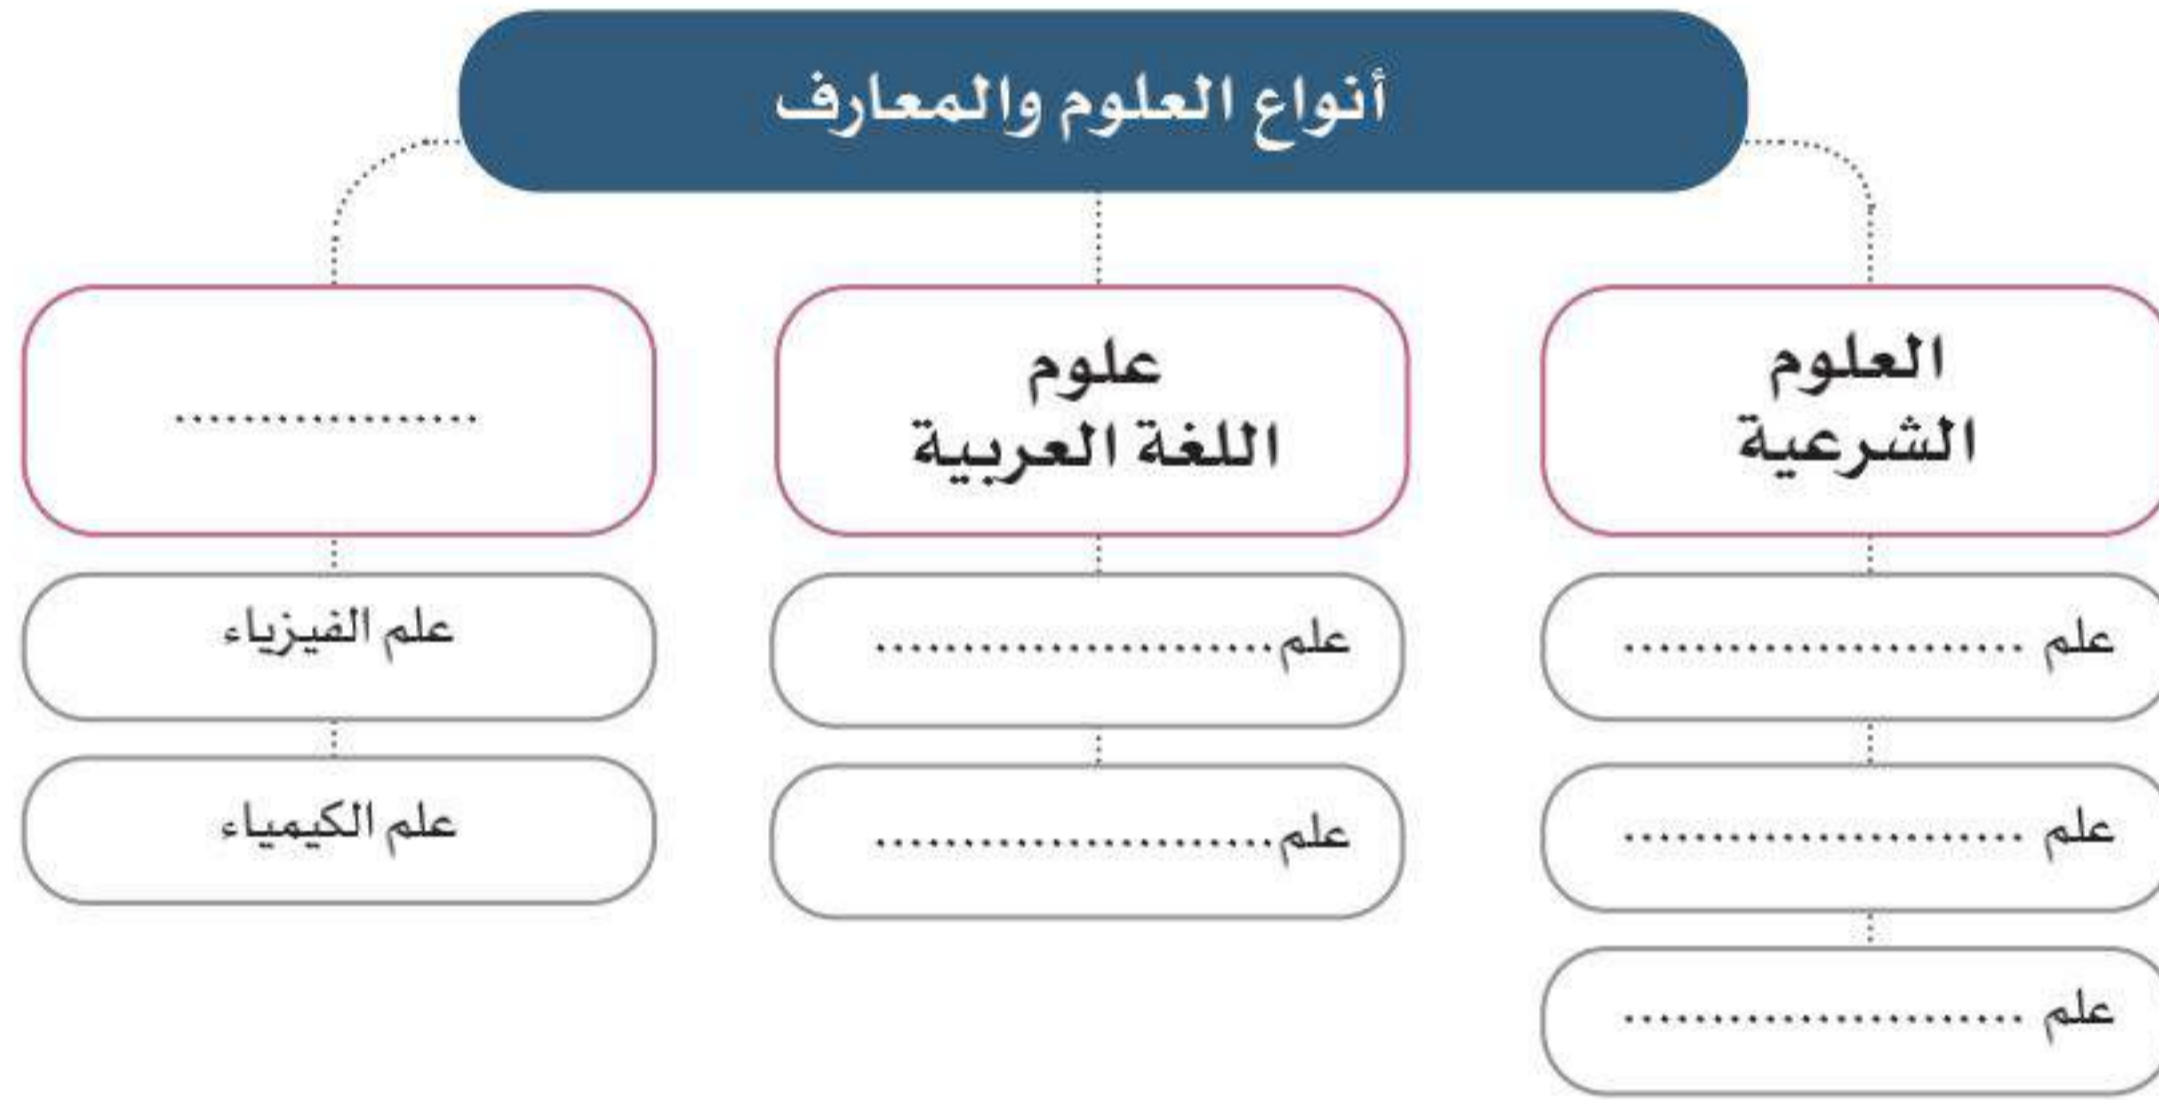 أنواع العلوم والمعارف
العلوم
الشرعية
علم ........................
علم ........................
علم ........................
علوم
اللغة العربية
علم........................
علم........................
..................
علم الفيزياء
علم الكيمياء